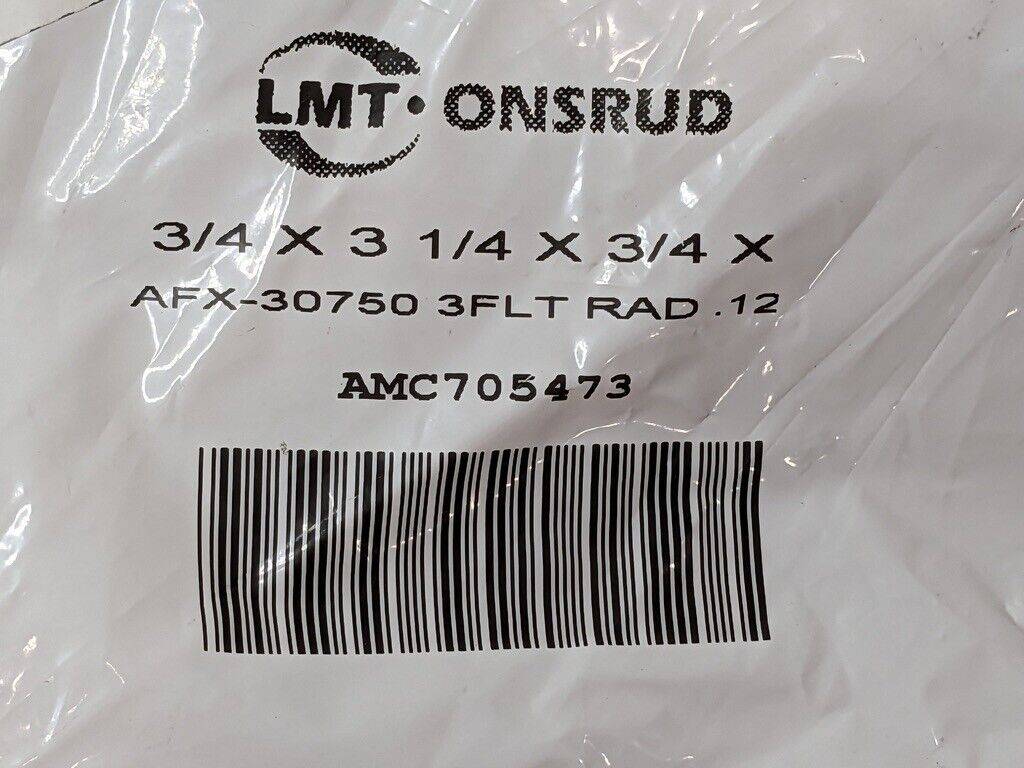 LMT· ONSRUD
3/4 X 3 1/4 X 3/4 X
AFX-30750 3FLT RAD .12
AMC705473